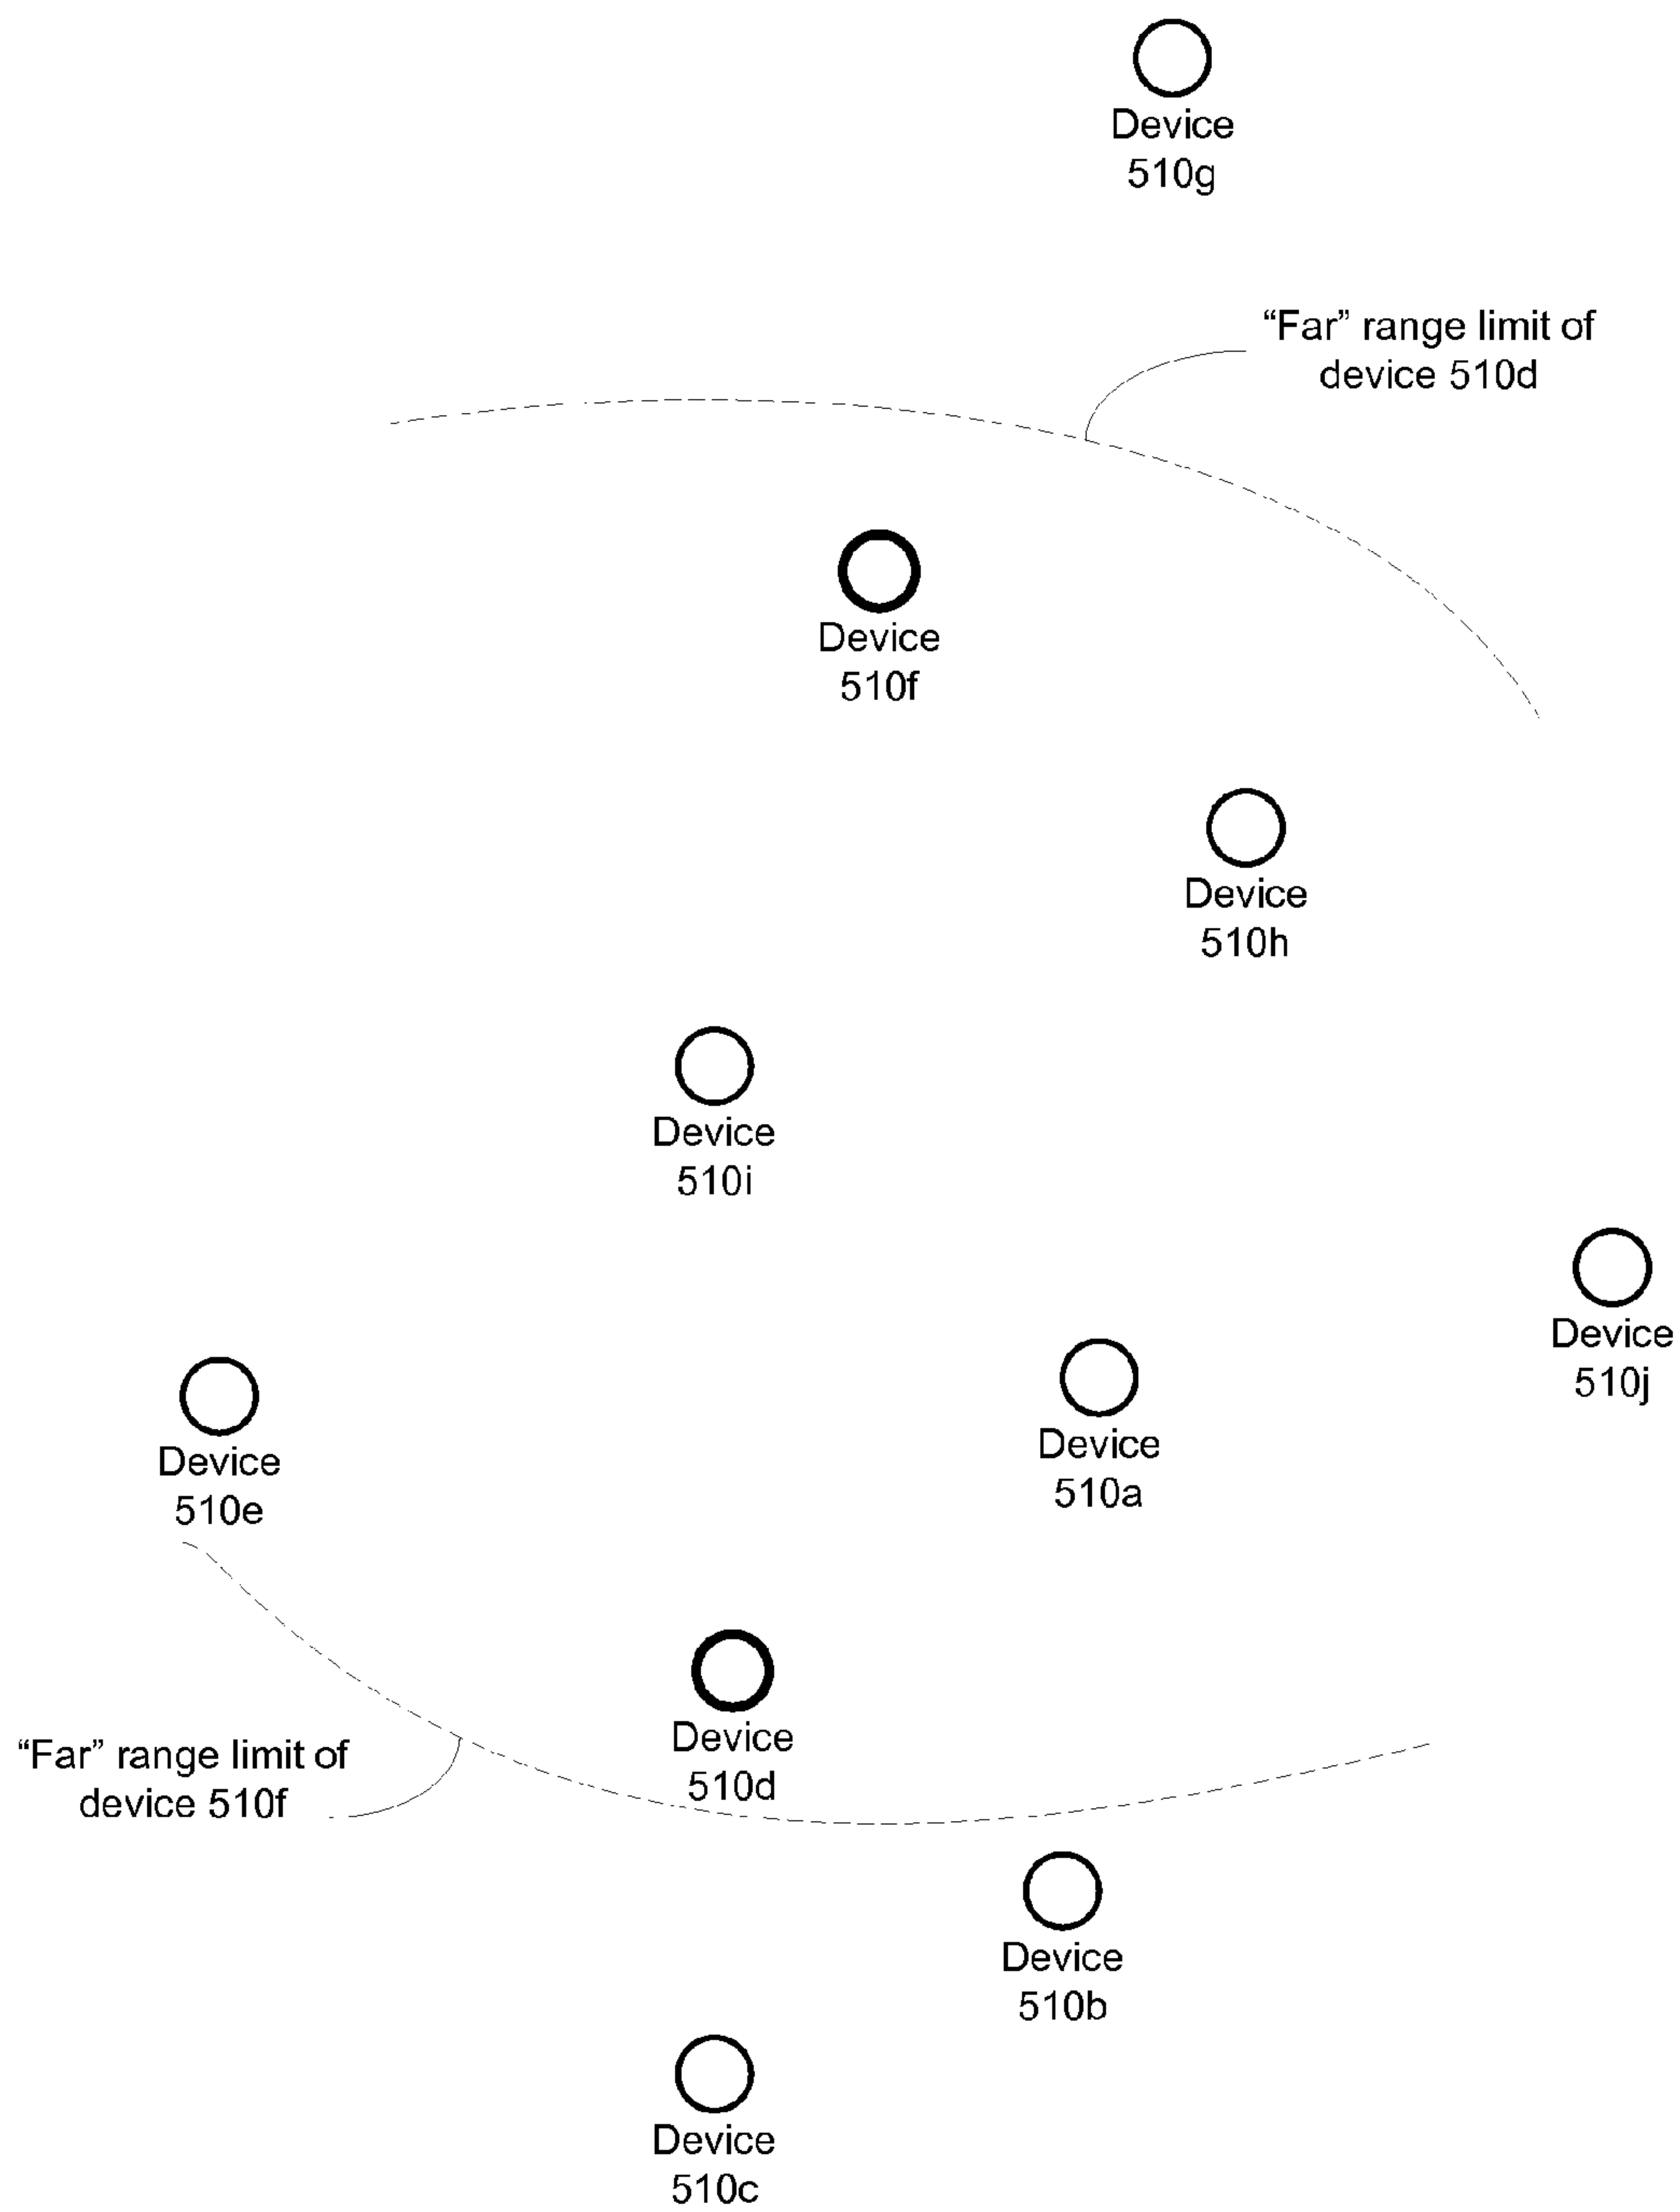 Device
510g
“Far” range limit of
device 510d
Device
510f
Device
510h
Device
510i
Device
510j
Device
510a
Device
510e
Device
510d
“Far” range limit of
device 510f
Device
510b
Device
510c